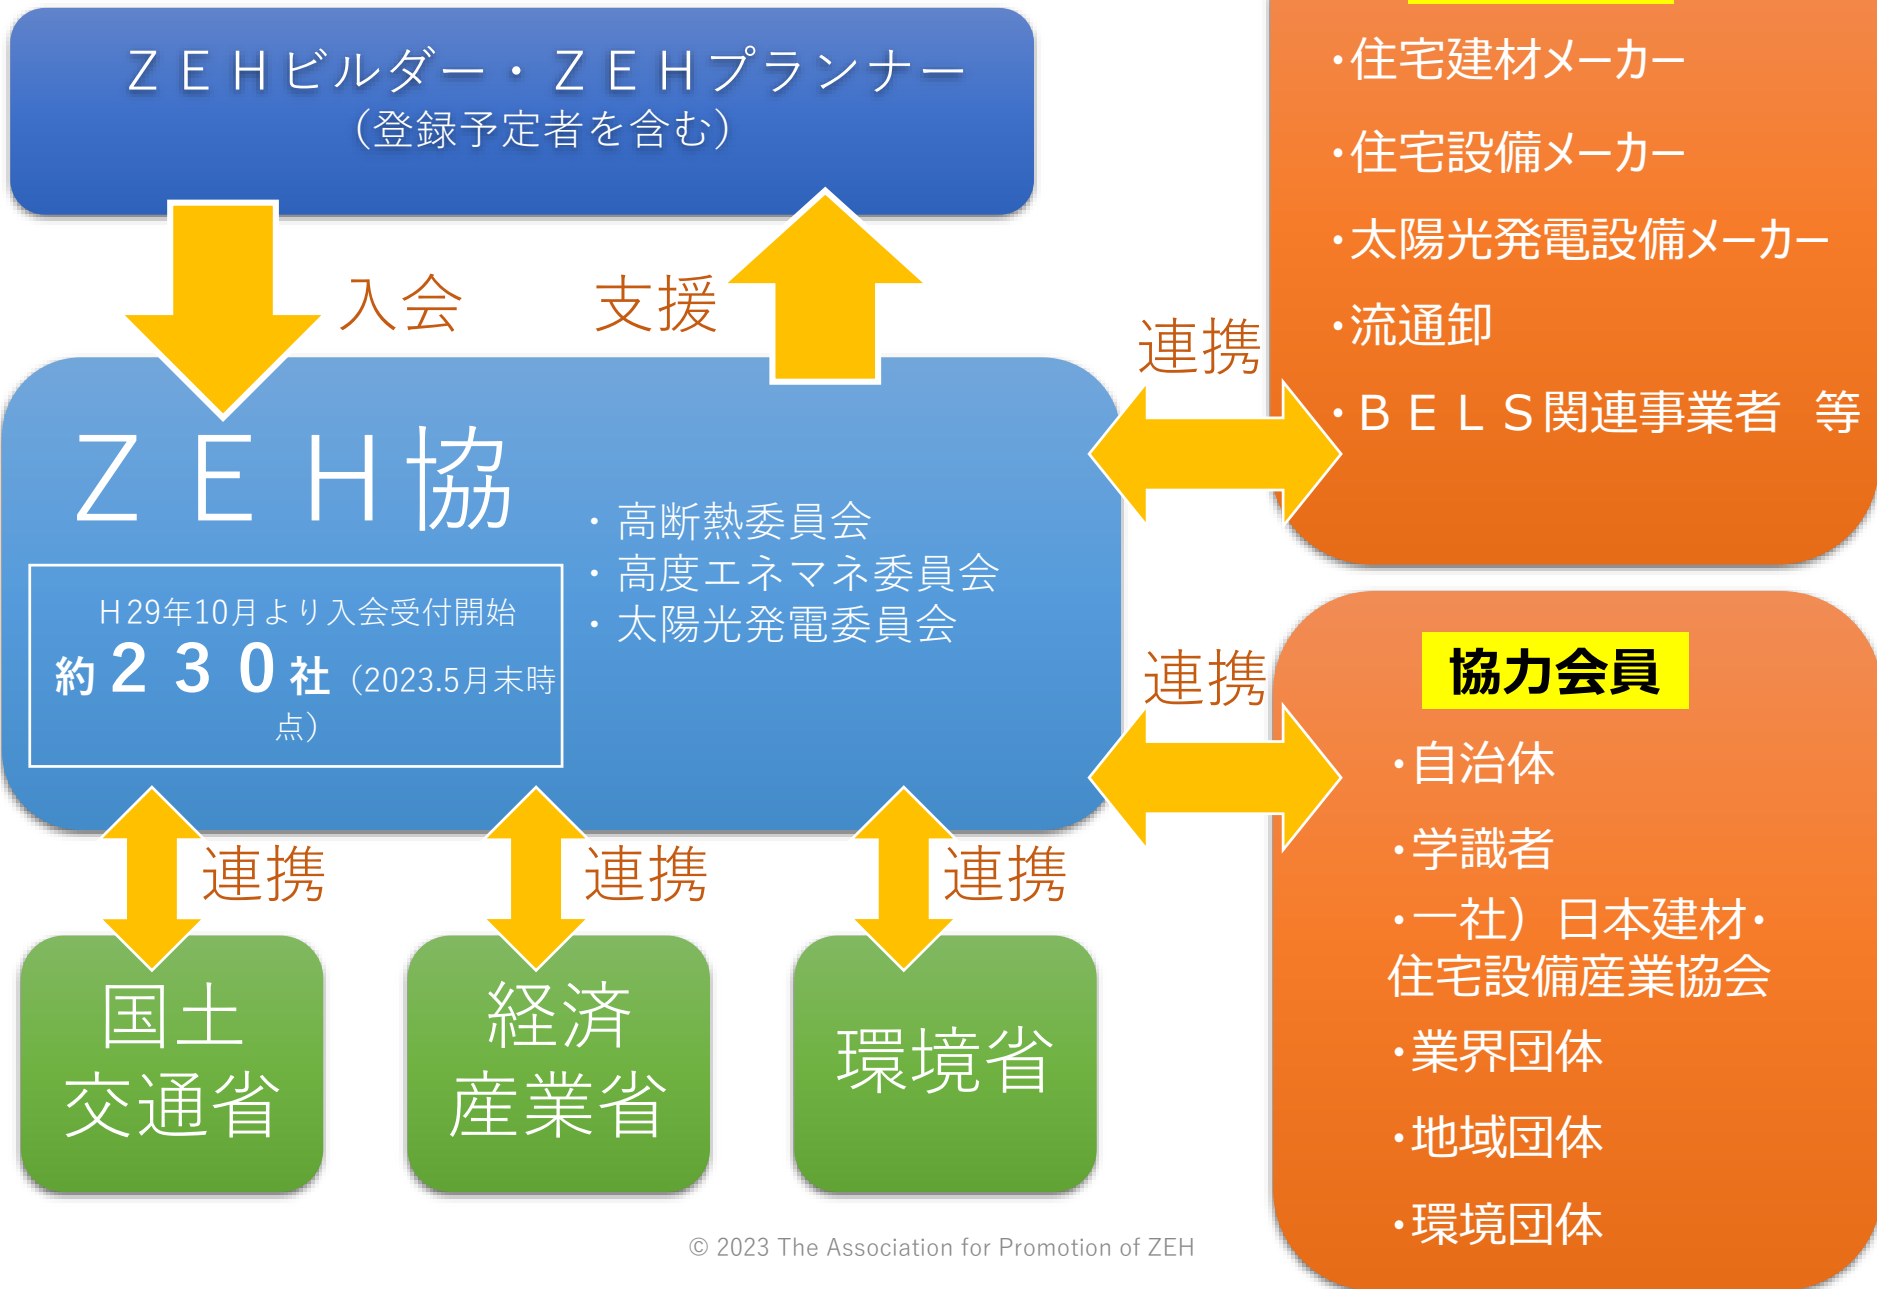 ＺＥＨビルダー・ＺＥＨプランナー
（登録予定者を含む）
入会
支援
ＺＥＨ協
H29年10月より入会受付開始
約２３０社（2023.5月末時
点）
・高断熱委員会
・高度エネマネ委員会
・太陽光発電委員会
連携
・住宅建材メーカー
・住宅設備メーカー
・太陽光発電設備メーカー
・流通卸
・ＢＥＬＳ関連事業者　等
連携
協力会員
・自治体
・学識者
・一社）日本建材・
住宅設備産業協会
・業界団体
・地域団体
・環境団体
連携
連携
連携
国土
交通省
経済
産業省
環境省
© 2023 The Association for Promotion of ZEH